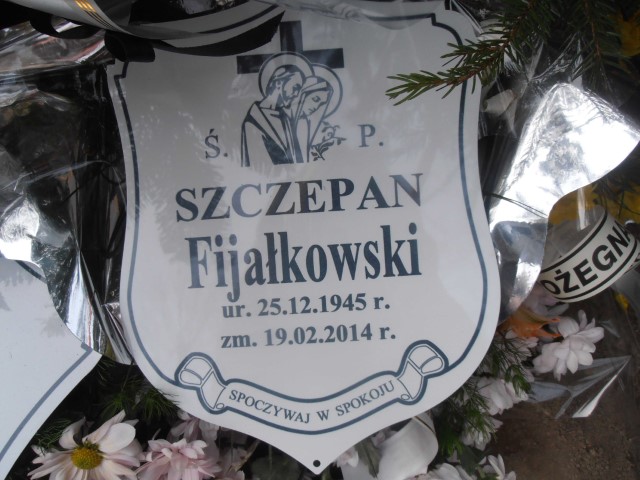 Ś. P.
SZCZEPAN
Fijałkowski
ur. 25.12.1945 r.
zm. 19.02.2014 r.
SPOCZYWAJ W SPOKOJU
OŻEGN